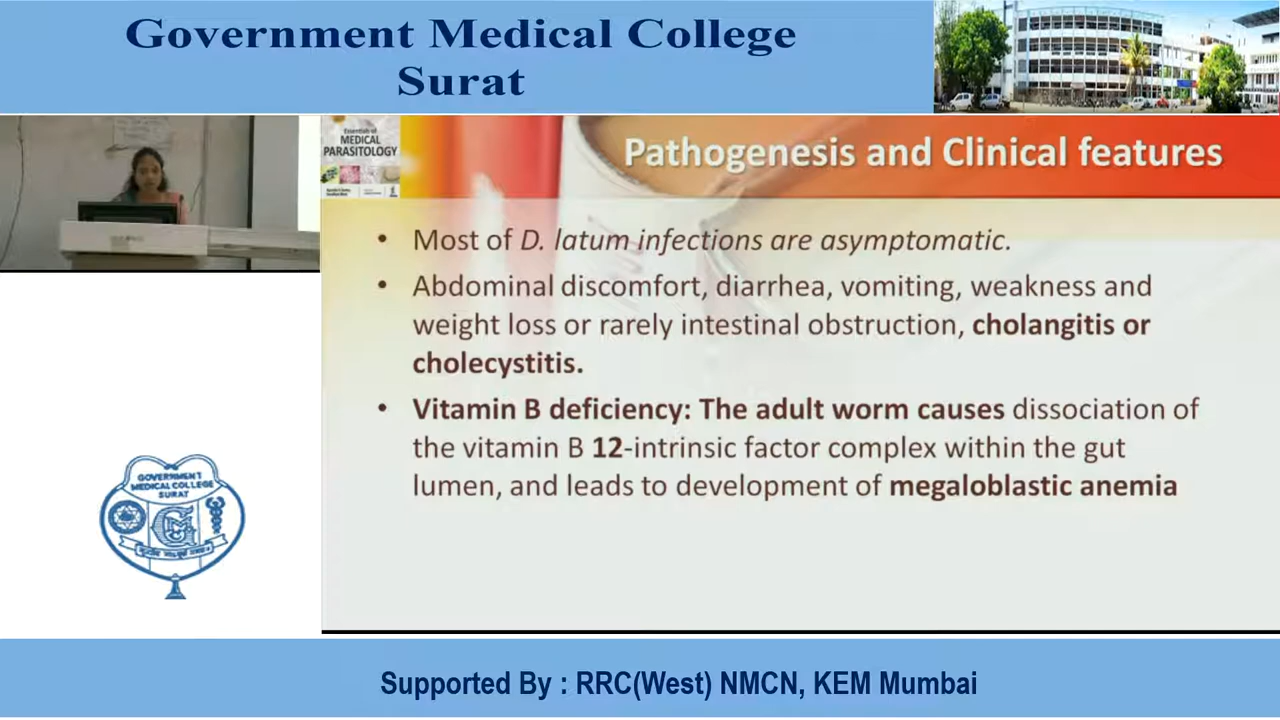 Government Medical College
Surat
Essentials of
MEDICAL
PARASITOLOGY
Pathogenesis and Clinical features
• Most of D. latum infections are asymptomatic.
• Abdominal discomfort, diarrhea, vomiting, weakness and
weight loss or rarely intestinal obstruction, cholangitis or
cholecystitis.
• Vitamin B deficiency: The adult worm causes dissociation of
the vitamin B 12-intrinsic factor complex within the gut
lumen, and leads to development of megaloblastic anemia
GOVERNMENT
MEDICAL COLLEGE
SURAT
Supported By : RRC(West) NMCN, KEM Mumbai